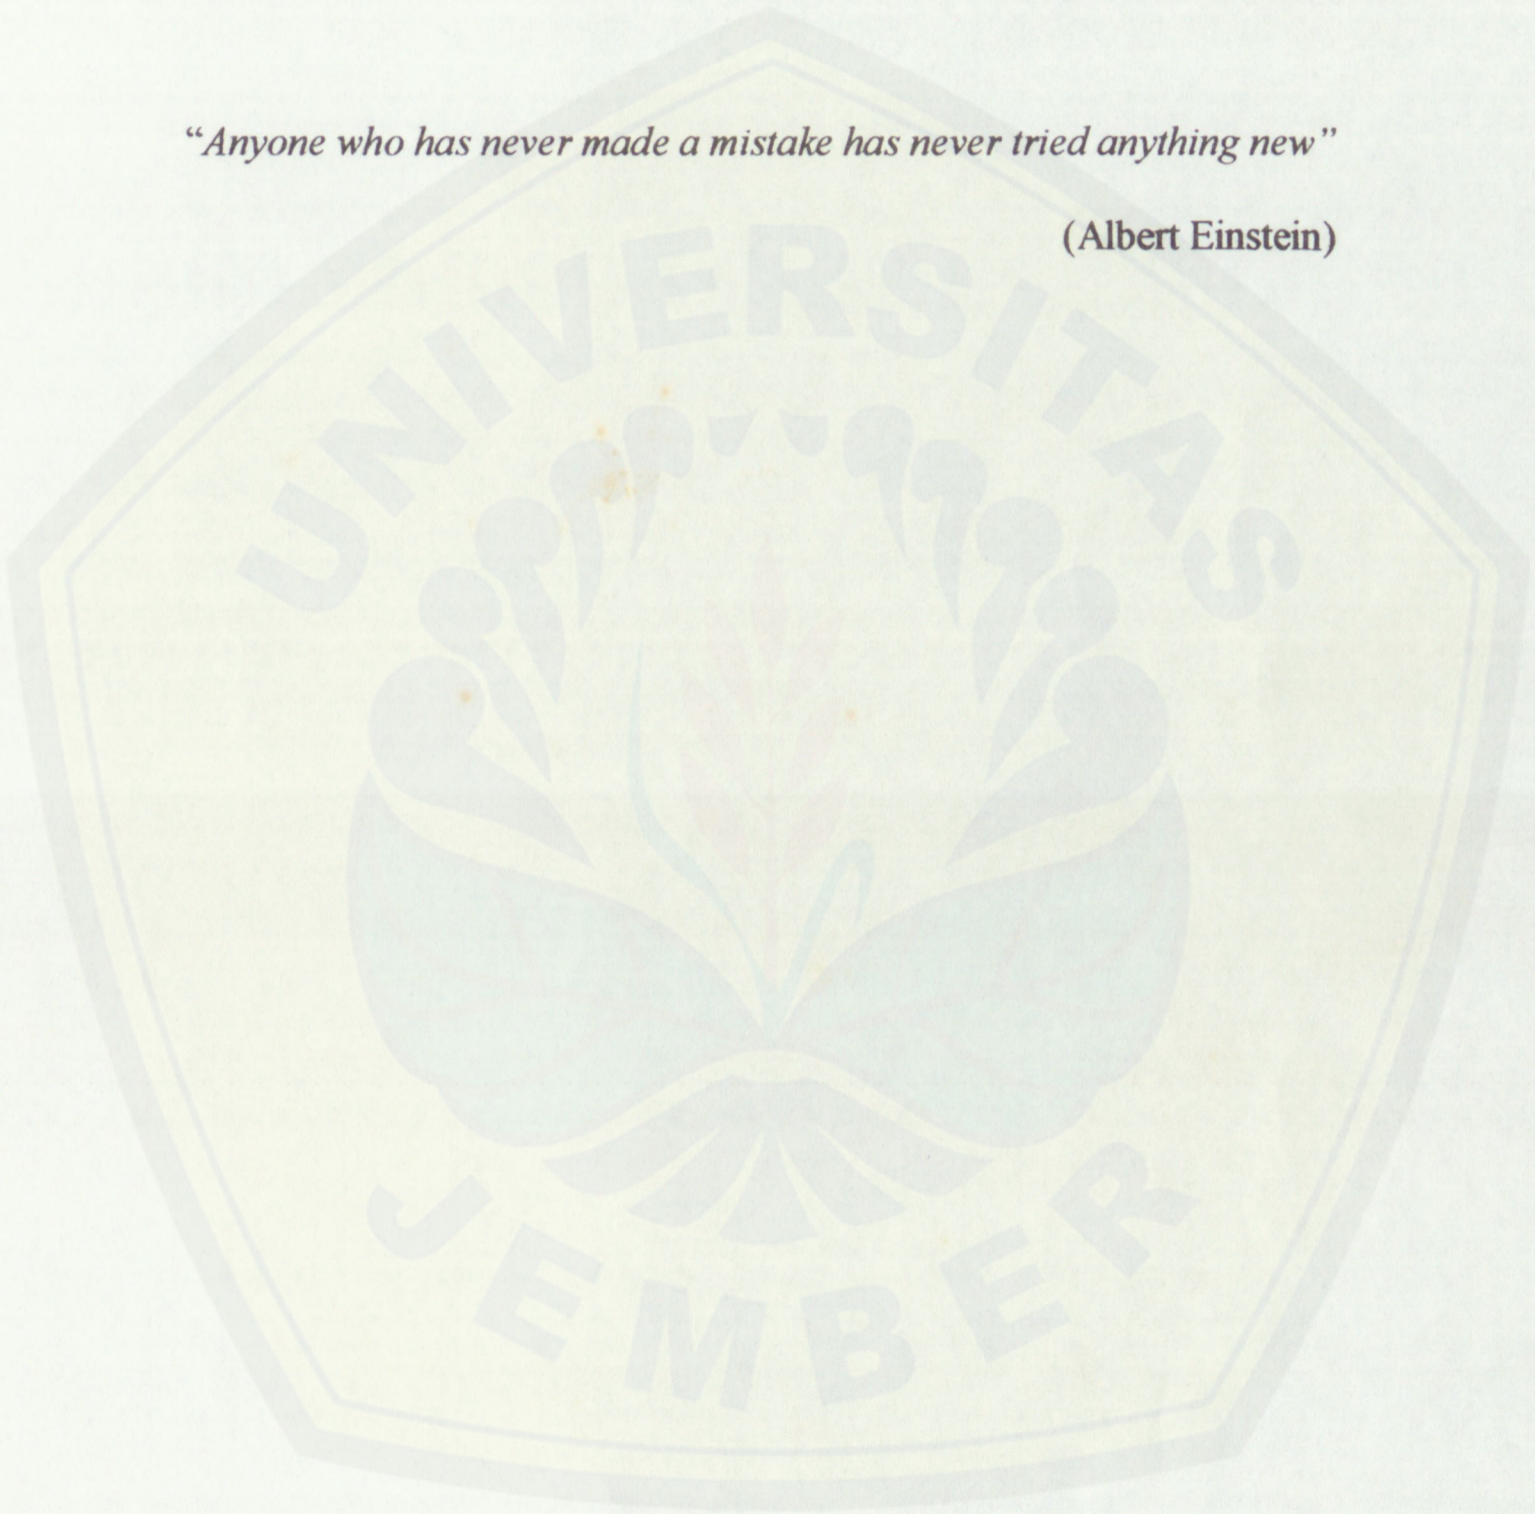 “Anyone who has never made a mistake has never tried anything new”
(Albert Einstein)
UNIVERSITAS
JEMBER